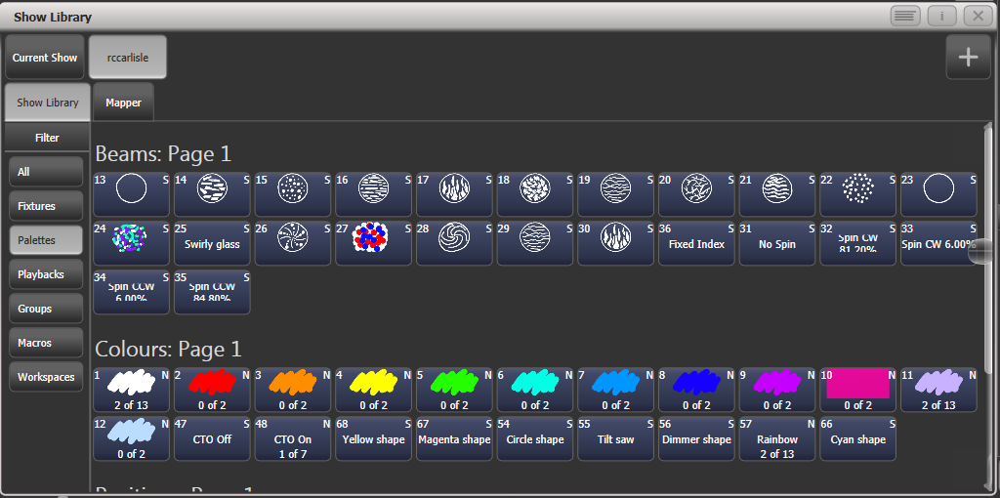 Show Library
i
Current Show
rccarlisle
Show Library
Mapper
Filter
All
Fixtures
Palettes
Playbacks
Groups
Macros
Workspaces
Beams: Page 1
13 S 14 S 15 S 16 S 17 S 18 S 19 S 20 S 21 S 22 S 23 S
24 S 25 S 26 S 27 S 28 S 29 S 30 S 36 S 31 S 32 S 33 S
Swirly glass
Fixed Index
No Spin
Spin CW
81.20%
Spin CW 6.00%
34 S 35 S
Spin CCW
6.00%
Spin CCW
84.80%
Colours: Page 1
1 N 2 N 3 N 4 N 5 N 6 N 7 N 8 N 9 N 10 N 11 N
2 of 13 0 of 2 0 of 2 0 of 2 0 of 2 0 of 2 0 of 2 0 of 2 0 of 2 0 of 2 2 of 13
12 N 47 N 48 N 68 S 67 S 54 S 55 S 56 S 57 N 66 S
0 of 2
CTO Off
CTO On
1 of 7
Yellow shape
Magenta shape
Circle shape
Tilt saw
Dimmer shape
Rainbow
2 of 13
Cyan shape